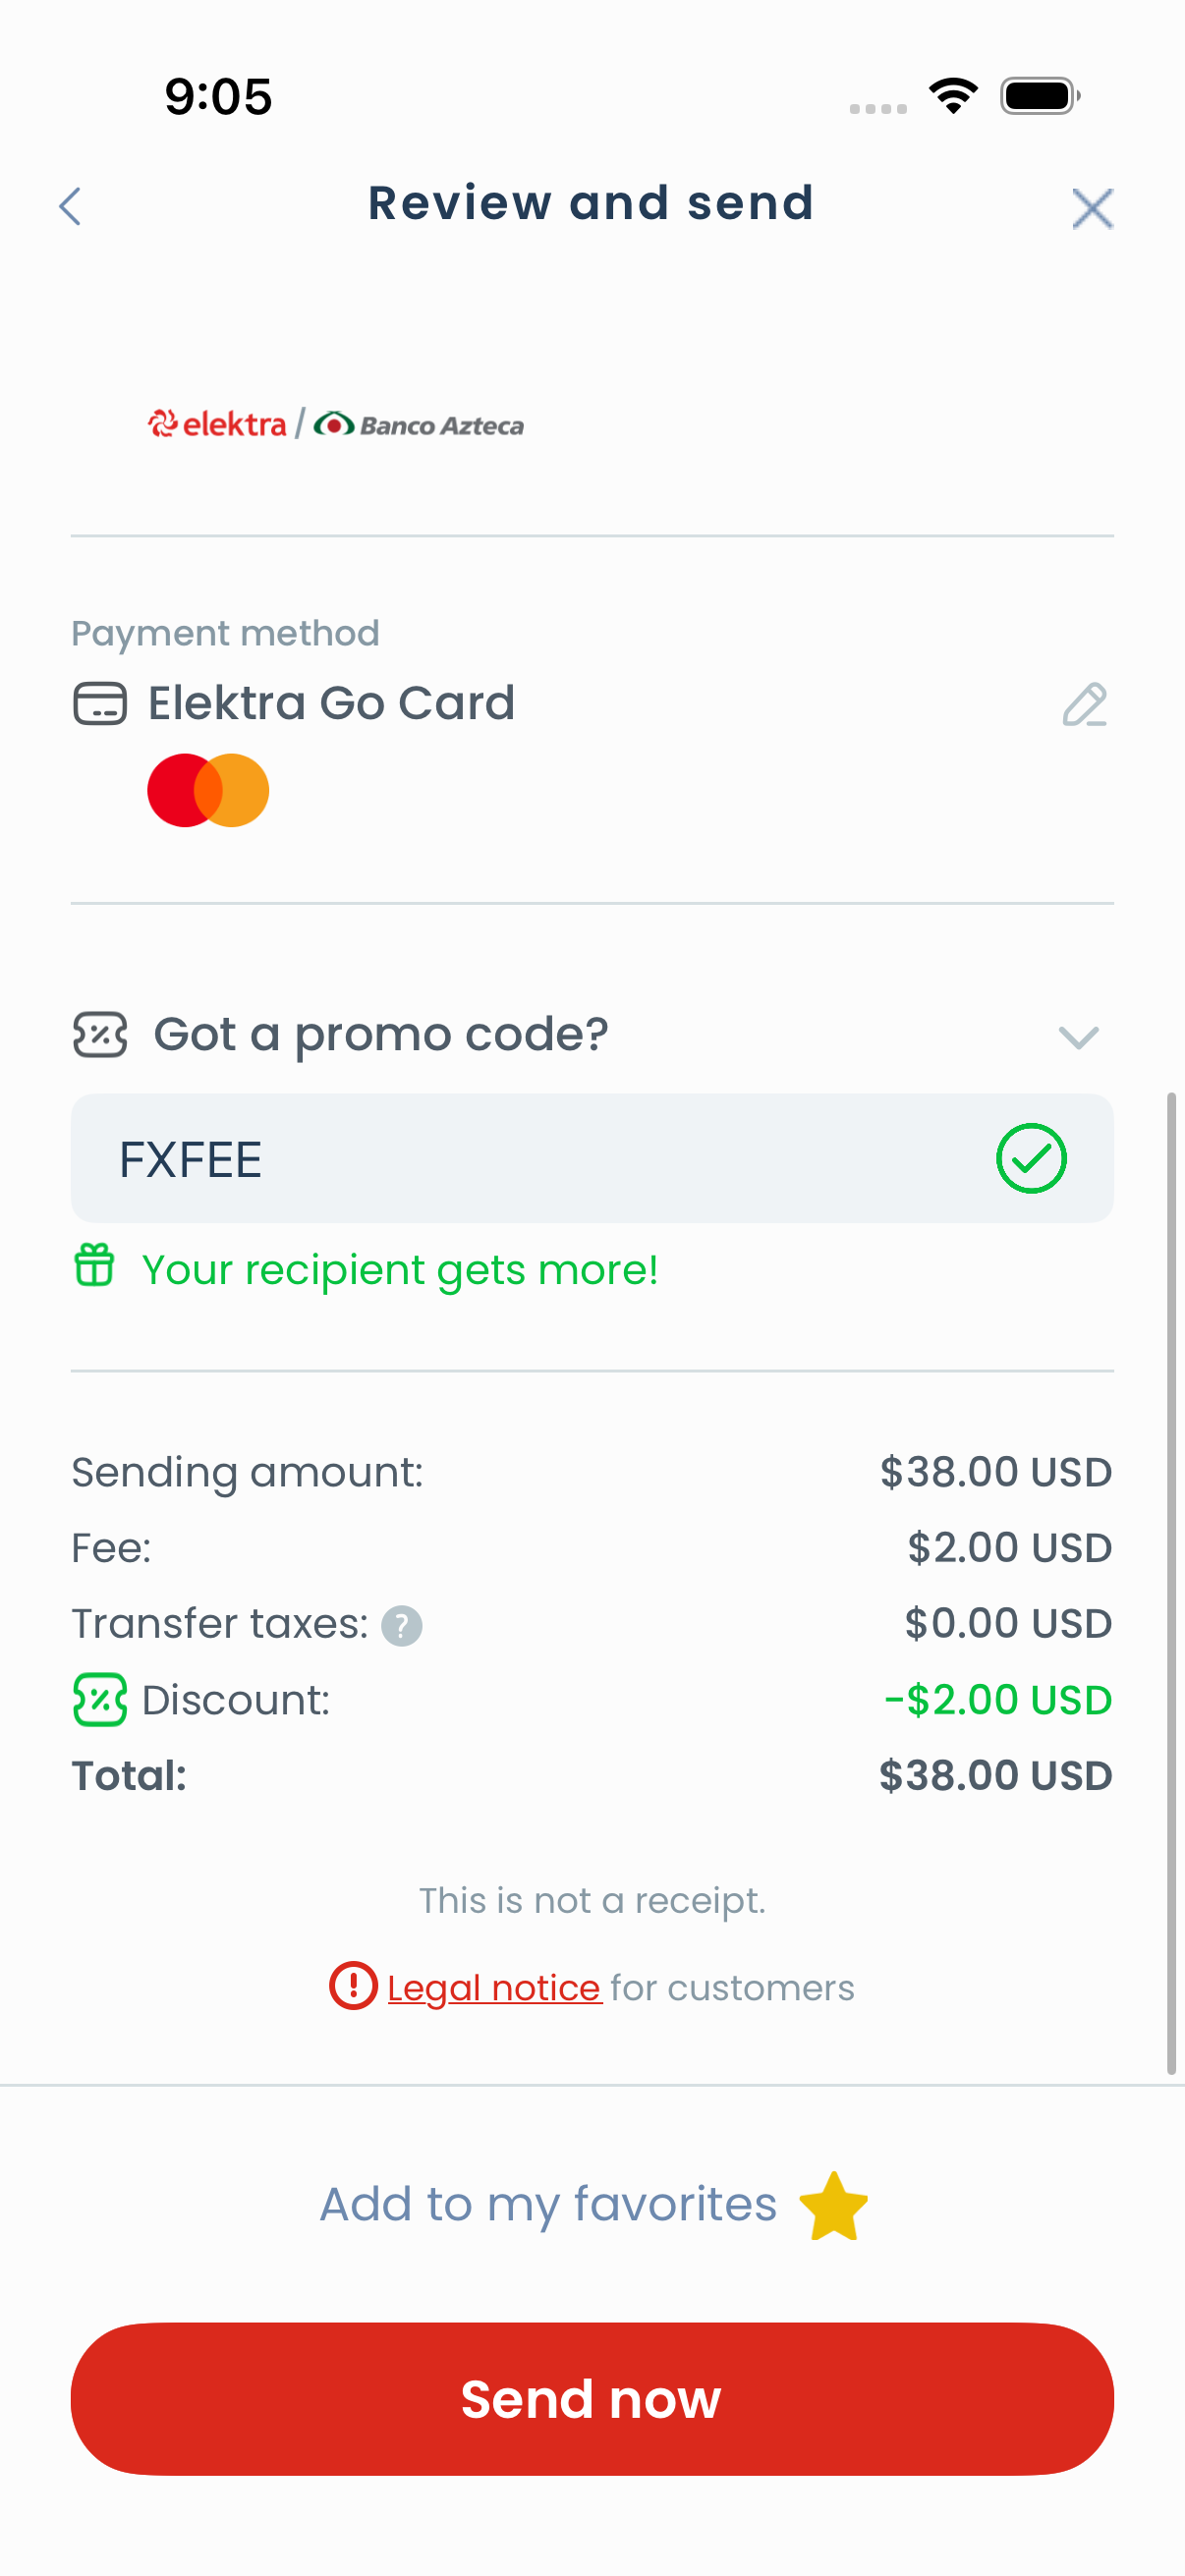 9:05
Review and send
elektra / Banco Azteca
Payment method
Elektra Go Card
Got a promo code?
FXFEE
Your recipient gets more!
Sending amount: $38.00 USD
Fee: $2.00 USD
Transfer taxes: ? $0.00 USD
Discount: -$2.00 USD
Total: $38.00 USD
This is not a receipt.
Legal notice for customers
Add to my favorites
Send now